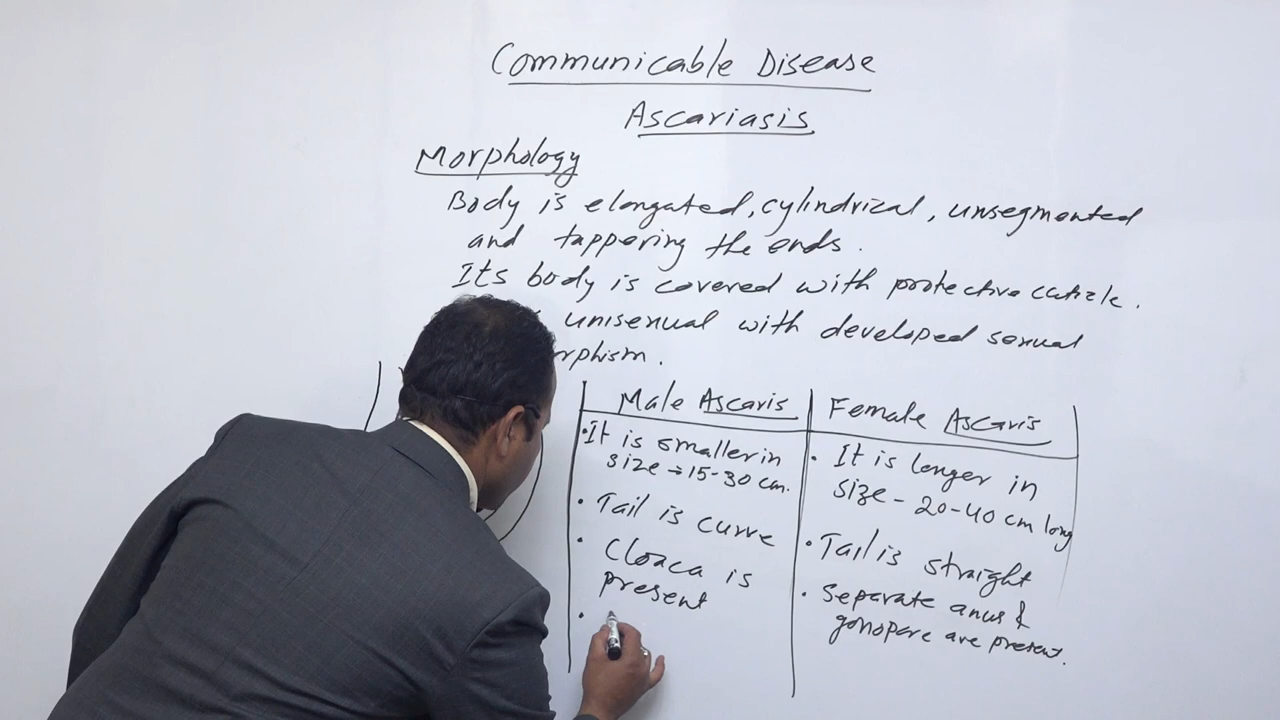 Communicable Disease
Ascariasis
Morphology
Body is elongated, cylindrical, unsegmented
and tappering the ends.
Its body is covered with protective cuticle.
unisexual with developed sexual
rphism.
Male Ascaris
• It is smaller in
size → 15-30 cm.
• Tail is curve
• Cloaca is
present
•
Female Ascaris
• It is longer in
size - 20-40 cm long
• Tail is straight
• separate anus &
gonopore are present.